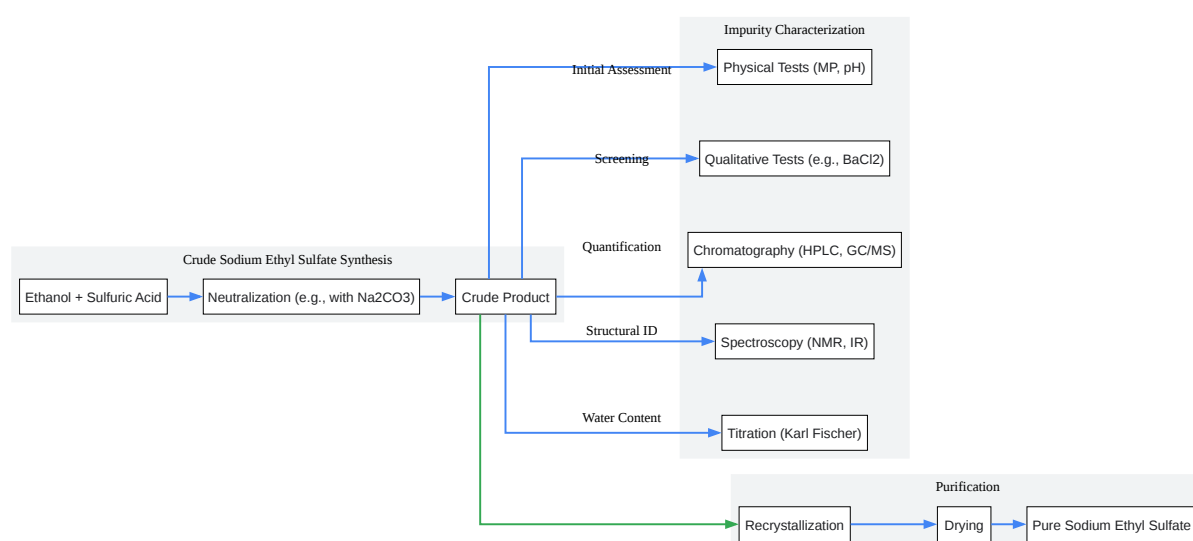 Impurity Characterization
Physical Tests (MP, pH)
Initial Assessment
Qualitative Tests (e.g., BaCl2)
Screening
Quantification
Chromatography (HPLC, GC/MS)
Crude Sodium Ethyl Sulfate Synthesis
Ethanol + Sulfuric Acid
Neutralization (e.g., with Na2CO3)
Crude Product
Structural ID
Spectroscopy (NMR, IR)
Water Content
Titration (Karl Fischer)
Purification
Recrystallization
Drying
Pure Sodium Ethyl Sulfate